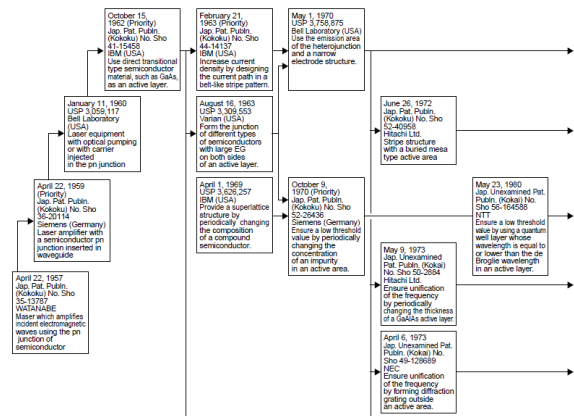 October 15,
1962 (Priority)
Jap. Pat. Publn.
(Kokoku) No. Sho
41-15458
IBM (USA)
Use direct transitional
type semiconductor
material, such as GaAs,
as an active layer.
February 21,
1963 (Priority)
Jap. Pat. Publn.
(Kokoku) No. Sho
44-14137
IBM (USA)
Increase current
density by designing
the current path in a
belt-like stripe pattern.
May 1, 1970
USP 3,758,875
Bell Laboratory (USA)
Use the emission area
of the heterojunction
and a narrow
electrode structure.
January 11, 1960
USP 3,059,117
Bell Laboratory
(USA)
Laser equipment
with optical pumping
or with carrier
injected
in the pn junction
August 16, 1963
USP 3,309,553
Varian (USA)
Form the junction
of different types
of semiconductors
with large EG
on both sides
of an active layer.
June 26, 1972
Jap. Pat. Publn.
(Kokoku) No. Sho
52-40958
Hitachi Ltd.
Stripe structure
with a buried mesa
type active area
April 22, 1959
(Priority)
Jap. Pat. Publn.
(Kokoku) No. Sho
36-20114
Siemens (Germany)
Laser amplifier with
a semiconductor pn
junction inserted in
waveguide
April 1, 1969
USP 3,626,257
IBM (USA)
Provide a superlattice
structure by
periodically changing
the composition
of a compound
semiconductor.
October 9,
1970 (Priority)
Jap. Pat. Publn.
(Kokoku) No. Sho
52-26436
Siemens (Germany)
Ensure a low threshold
value by periodically
changing the
concentration
of an impurity
in an active area.
May 23, 1980
Jap. Unexamined Pat.
Publn. (Kokai) No.
Sho 56-164588
NTT
Ensure a low threshold
value by using a quantum
well layer whose
wavelength is equal to
or lower than the de
Broglie wavelength
in an active layer.
May 9, 1973
Jap. Unexamined
Pat. Publn. (Kokai)
No. Sho 50-2884
Hitachi Ltd.
Ensure unification
of the frequency
by periodically
changing the thickness
of a GaAlAs active layer.
April 22, 1957
Jap. Pat. Publn.
(Kokoku) No. Sho
35-13787
WATANABE
Maser which amplifies
incident electromagnetic
waves using the pn
junction of
semiconductor
April 6, 1973
Jap. Unexamined Pat.
Publn. (Kokai) No.
Sho 49-128689
NEC
Ensure unification
of the frequency
by forming diffraction
grating outside
an active area.